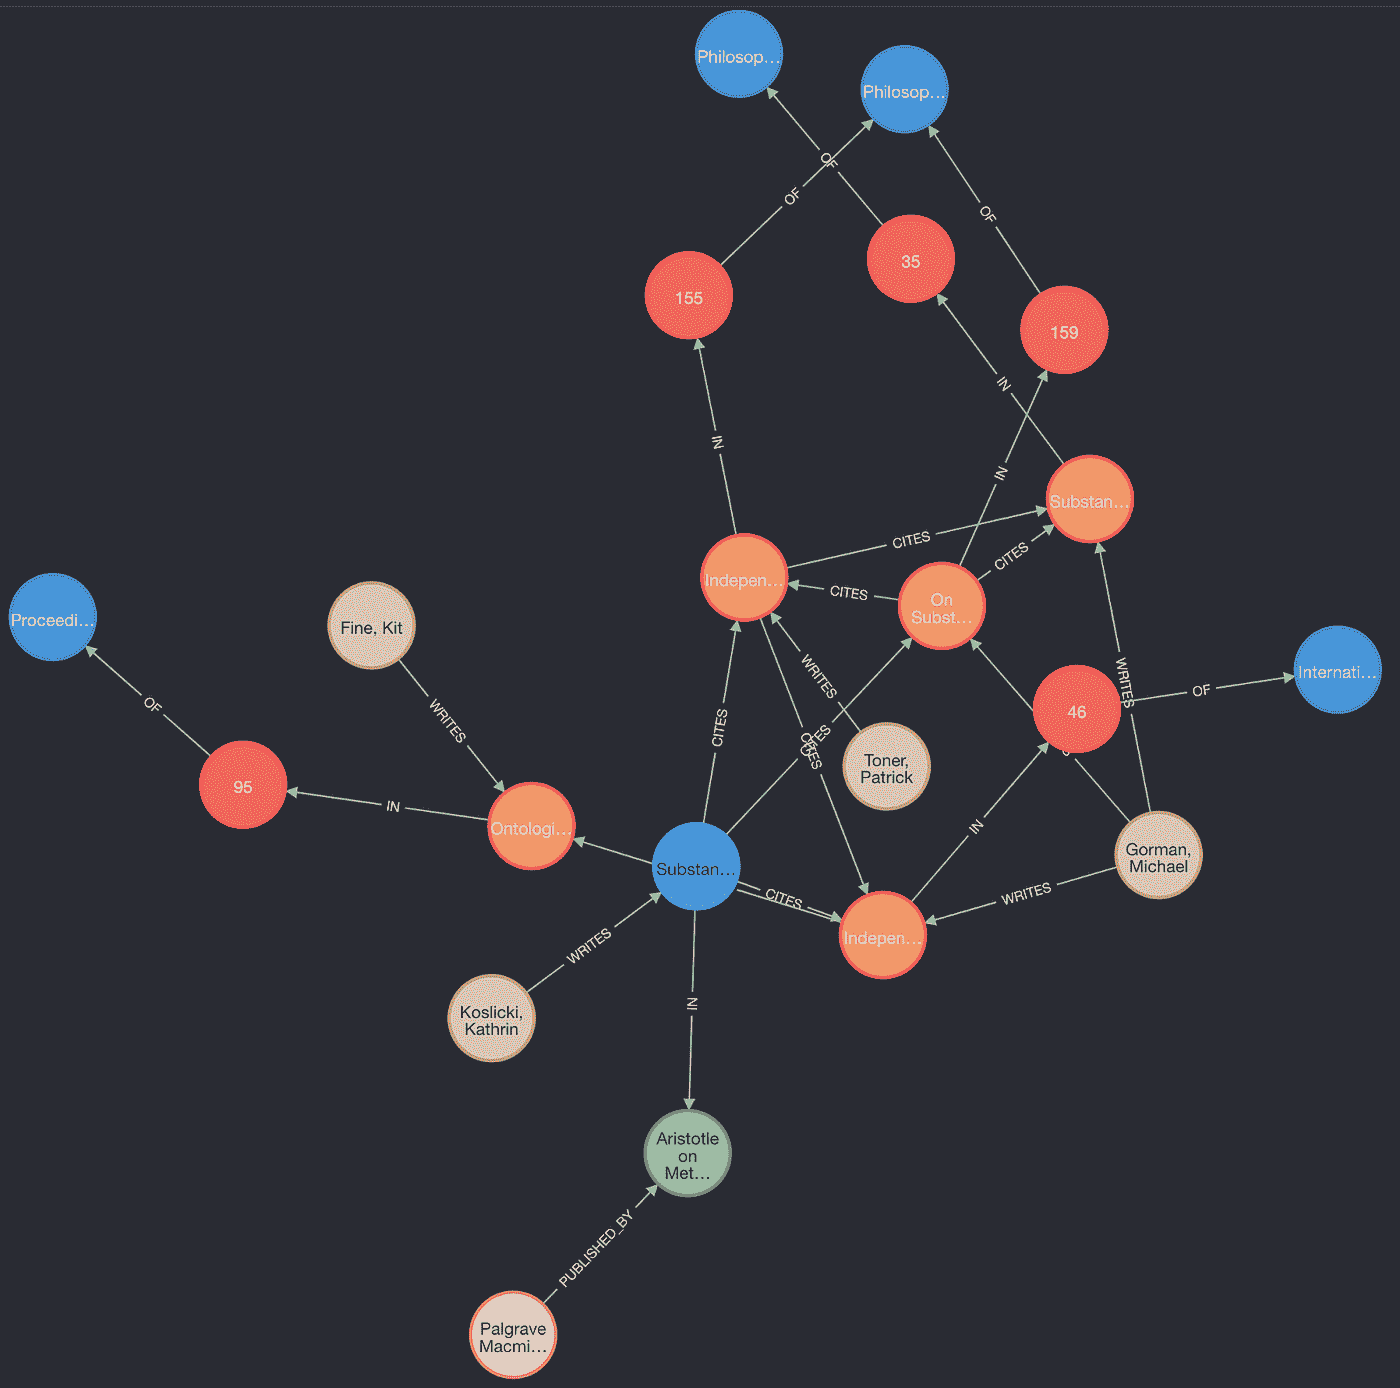 Philosop...
Philosop...
OF
OF
OF
155
35
159
IN
IN
IN
Substan...
CITES
CITES
CITES
Indepen...
On
Subst...
Proceedi...
Fine, Kit
WRITES
WRITES
WRITES
Internati...
OF
46
OF
WRITES
CITES
CITES
Toner,
Patrick
95
IN
Ontologi...
IN
Substan...
Gorman,
Michael
CITES
WRITES
Indepen...
WRITES
Koslicki,
Kathrin
IN
Aristotle
on
Met...
PUBLISHED_BY
Palgrave
Macmi...